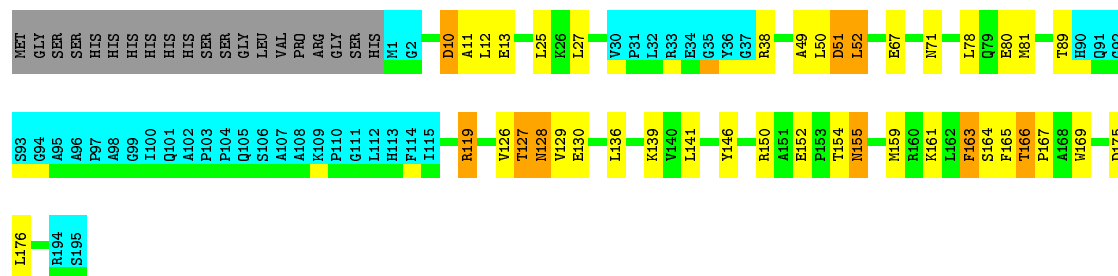 MET GLY SER SER HIS HIS HIS HIS HIS HIS SER SER GLY LEU VAL PRO ARG GLY SER HIS M1 G2 D10 A11 L12 E13 L25 K26 L27 V30 P31 L32 R33 E34 G35 Y36 G37 R38 A49 L50 D51 L52 E67 N71 L78 Q79 E80 M81 T89 H90 Q91
S93 G94 A95 A96 P97 A98 G99 I100 Q101 A102 P103 P104 Q105 S106 A107 A108 K109 P110 G111 L112 H113 F114 I115 R119 V126 T127 N128 V129 E130 L136 K139 V140 L141 Y146 R150 A151 E152 P153 T154 N155 M159 R160 K161 L162 F163 S164 F165 T166 P167 A168 W169
L176 R194 S195